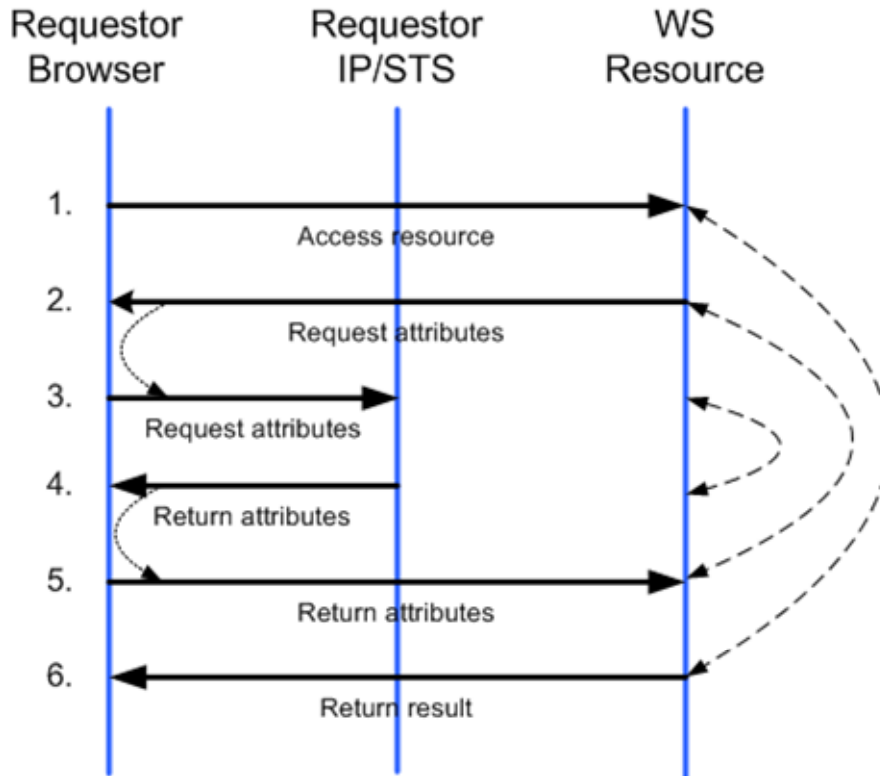 Requestor
Browser
Requestor
IP/STS
WS
Resource
1.
Access resource
2.
Request attributes
3.
Request attributes
4.
Return attributes
5.
Return attributes
6.
Return result